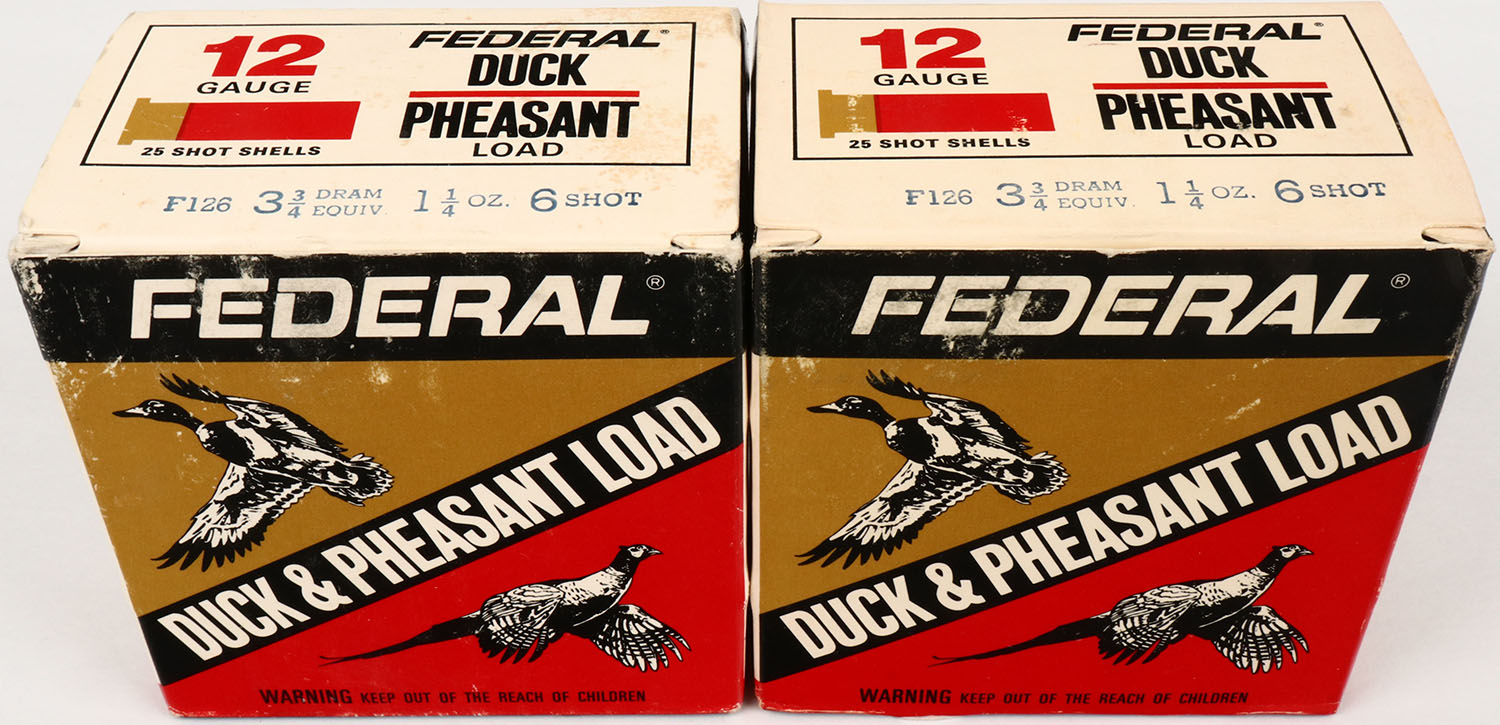 12
GAUGE
25 SHOT SHELLS
FEDERAL®
DUCK
PHEASANT
LOAD
F126 3 3/4 DRAM EQUIV. 1 1/4 OZ. 6 SHOT
FEDERAL®
DUCK & PHEASANT LOAD
WARNING KEEP OUT OF THE REACH OF CHILDREN
12
GAUGE
25 SHOT SHELLS
FEDERAL®
DUCK
PHEASANT
LOAD
F126 3 3/4 DRAM EQUIV. 1 1/4 OZ. 6 SHOT
FEDERAL®
DUCK & PHEASANT LOAD
WARNING KEEP OUT OF THE REACH OF CHILDREN